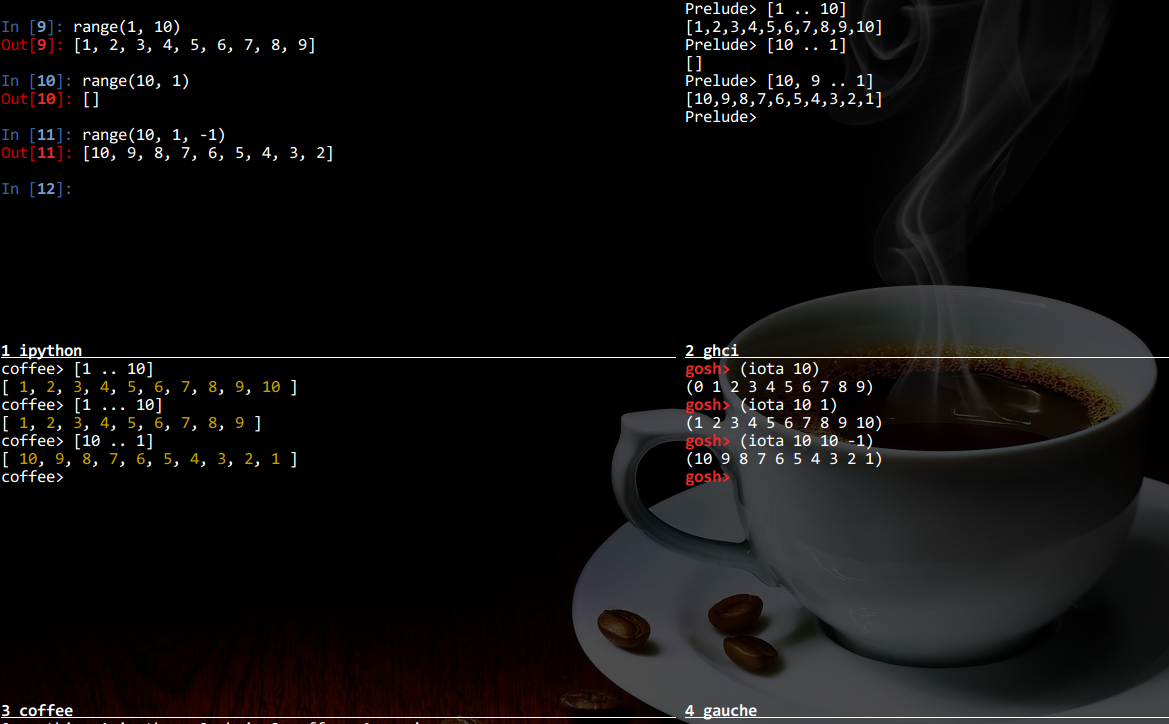 In [9]: range(1, 10)
Out[9]: [1, 2, 3, 4, 5, 6, 7, 8, 9]
In [10]: range(10, 1)
Out[10]: []
In [11]: range(10, 1, -1)
Out[11]: [10, 9, 8, 7, 6, 5, 4, 3, 2]
In [12]:
1 ipython
Prelude> [1 .. 10]
[1,2,3,4,5,6,7,8,9,10]
Prelude> [10 .. 1]
[]
Prelude> [10, 9 .. 1]
[10,9,8,7,6,5,4,3,2,1]
Prelude>
2 ghci
coffee> [1 .. 10]
[ 1, 2, 3, 4, 5, 6, 7, 8, 9, 10 ]
coffee> [1 ... 10]
[ 1, 2, 3, 4, 5, 6, 7, 8, 9 ]
coffee> [10 .. 1]
[ 10, 9, 8, 7, 6, 5, 4, 3, 2, 1 ]
coffee>
3 coffee
gosh> (iota 10)
(0 1 2 3 4 5 6 7 8 9)
gosh> (iota 10 1)
(1 2 3 4 5 6 7 8 9 10)
gosh> (iota 10 10 -1)
(10 9 8 7 6 5 4 3 2 1)
gosh>
4 gauche